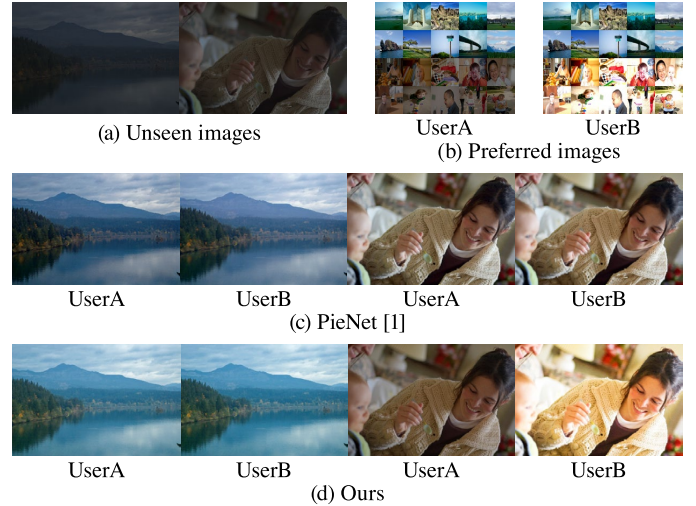 (a) Unseen images
UserA
UserB
(b) Preferred images
UserA
UserB
UserA
UserB
(c) PieNet [1]
UserA
UserB
UserA
UserB
(d) Ours